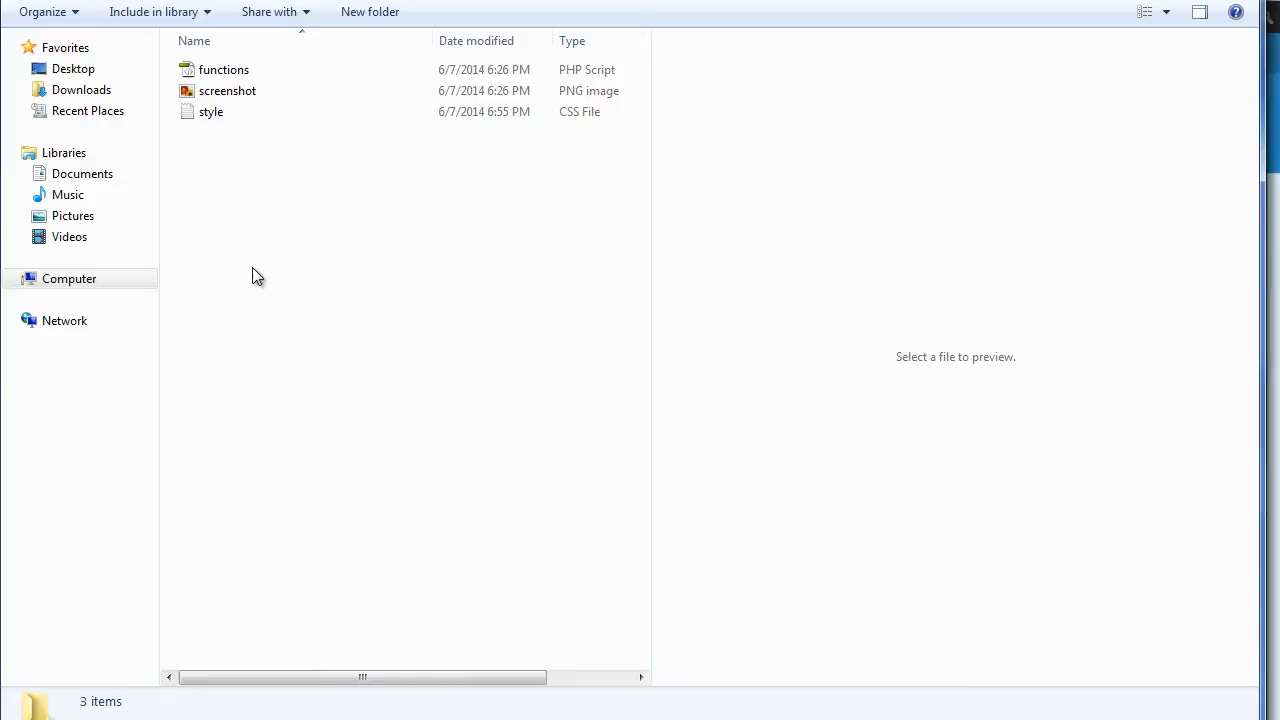 Organize Include in library Share with New folder
Favorites
Desktop
Downloads
Recent Places
Libraries
Documents
Music
Pictures
Videos
Computer
Network
Name Date modified Type
functions 6/7/2014 6:26 PM PHP Script
screenshot 6/7/2014 6:26 PM PNG image
style 6/7/2014 6:55 PM CSS File
Select a file to preview.
3 items